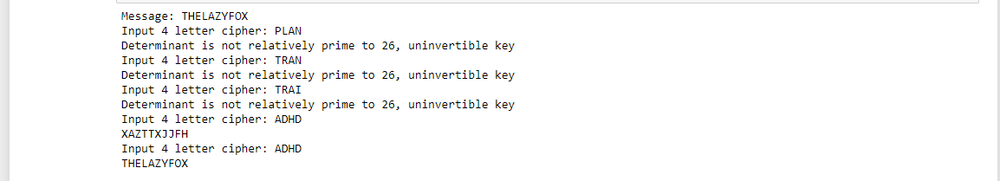 Message: THELAZYFOX
Input 4 letter cipher: PLAN
Determinant is not relatively prime to 26, uninvertible key
Input 4 letter cipher: TRAN
Determinant is not relatively prime to 26, uninvertible key
Input 4 letter cipher: TRAI
Determinant is not relatively prime to 26, uninvertible key
Input 4 letter cipher: ADHD
XAZTTXJJFH
Input 4 letter cipher: ADHD
THELAZYFOX